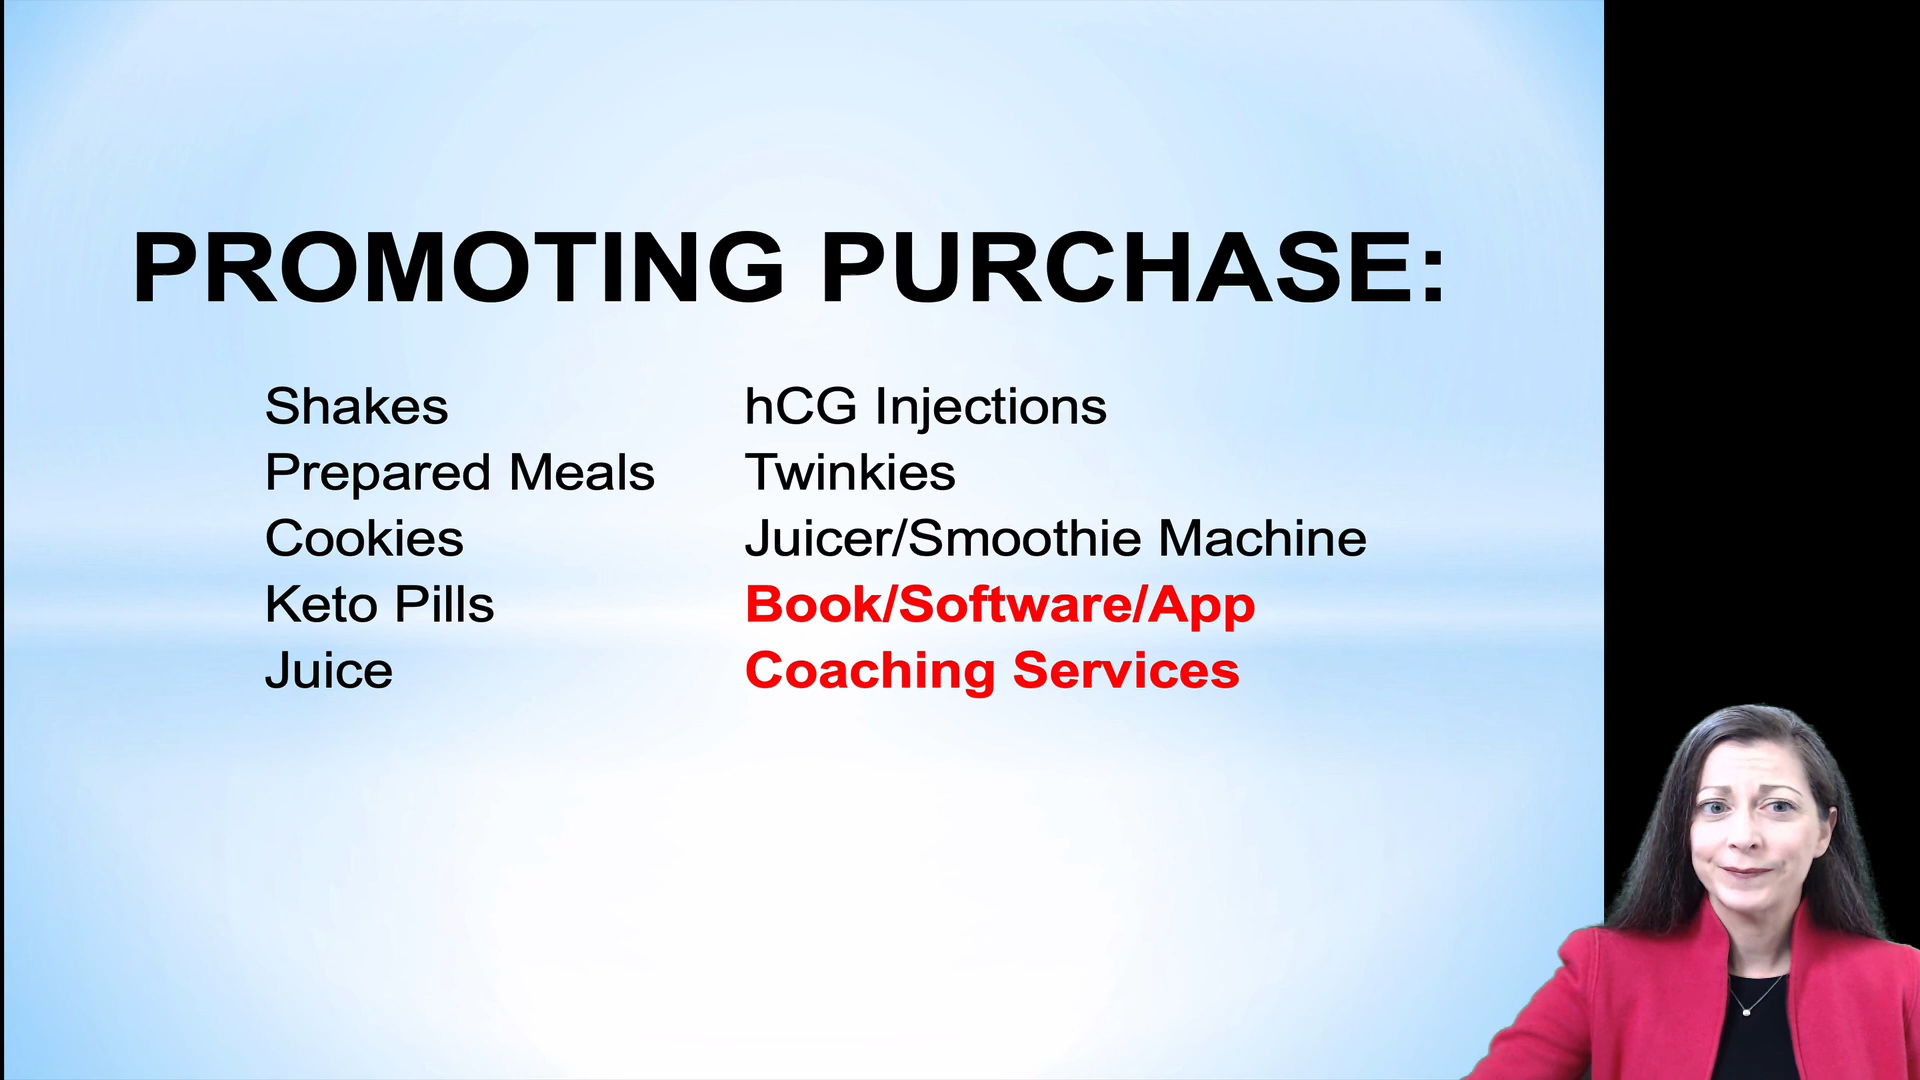 PROMOTING PURCHASE:
Shakes
Prepared Meals
Cookies
Keto Pills
Juice
hCG Injections
Twinkies
Juicer/Smoothie Machine
Book/Software/App
Coaching Services